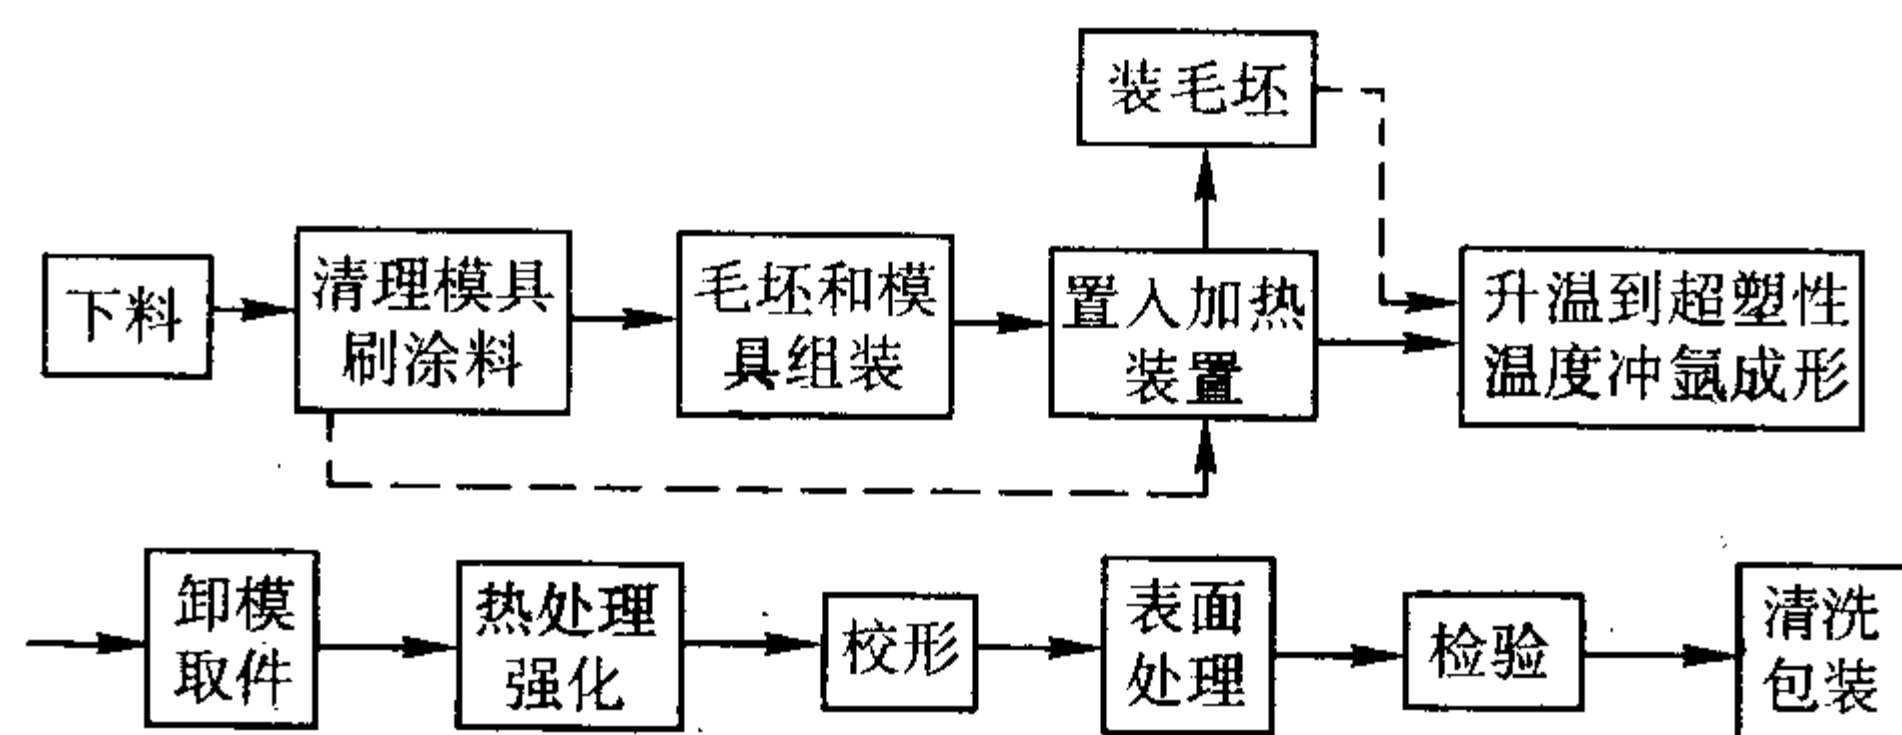 装毛坯
下料
清理模具
刷涂料
毛坯和模
具组装
置入加热
装置
升温到超塑性
温度冲氩成形
卸模
取件
热处理
强化
校形
表面
处理
检验
清洗
包装